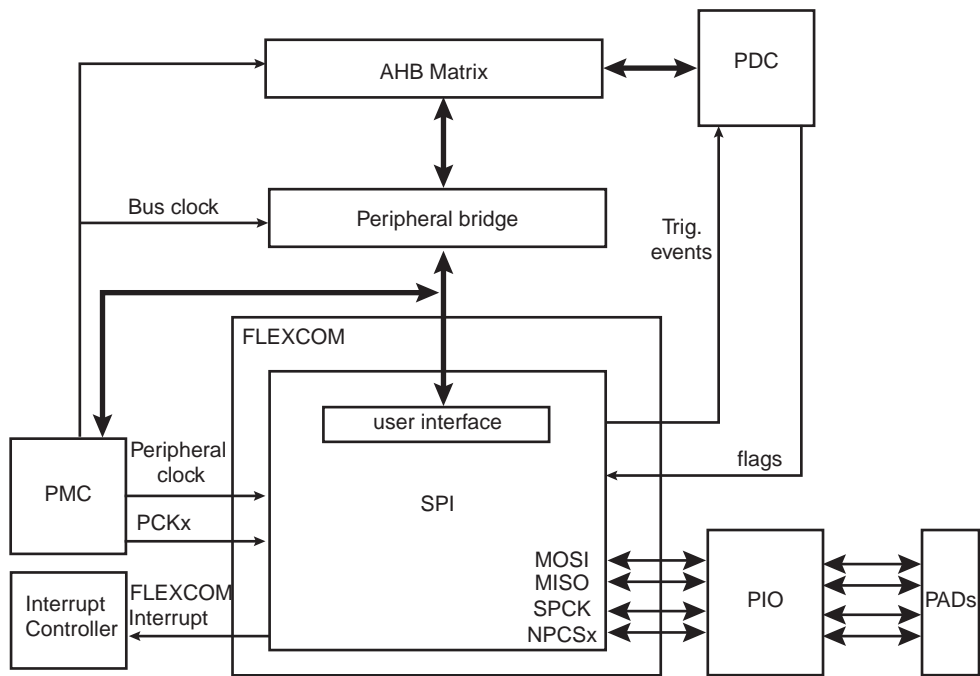 AHB Matrix
PDC
Bus clock
Peripheral bridge
Trig.
events
FLEXCOM
user interface
Peripheral
clock
flags
PMC
SPI
PCKx
MOSI
MISO
SPCK
NPCSx
PIO
PADs
Interrupt
Controller
FLEXCOM
Interrupt